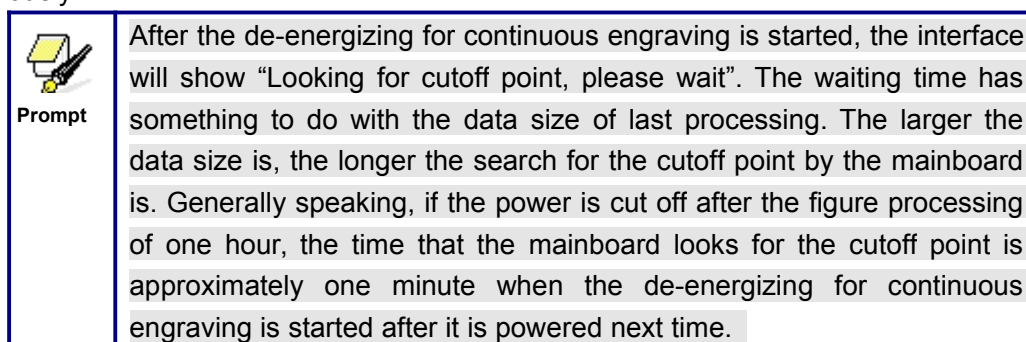 After the de-energizing for continuous engraving is started, the interface
will show “Looking for cutoff point, please wait”. The waiting time has
Prompt
something to do with the data size of last processing. The larger the
data size is, the longer the search for the cutoff point by the mainboard
is. Generally speaking, if the power is cut off after the figure processing
of one hour, the time that the mainboard looks for the cutoff point is
approximately one minute when the de-energizing for continuous
engraving is started after it is powered next time.